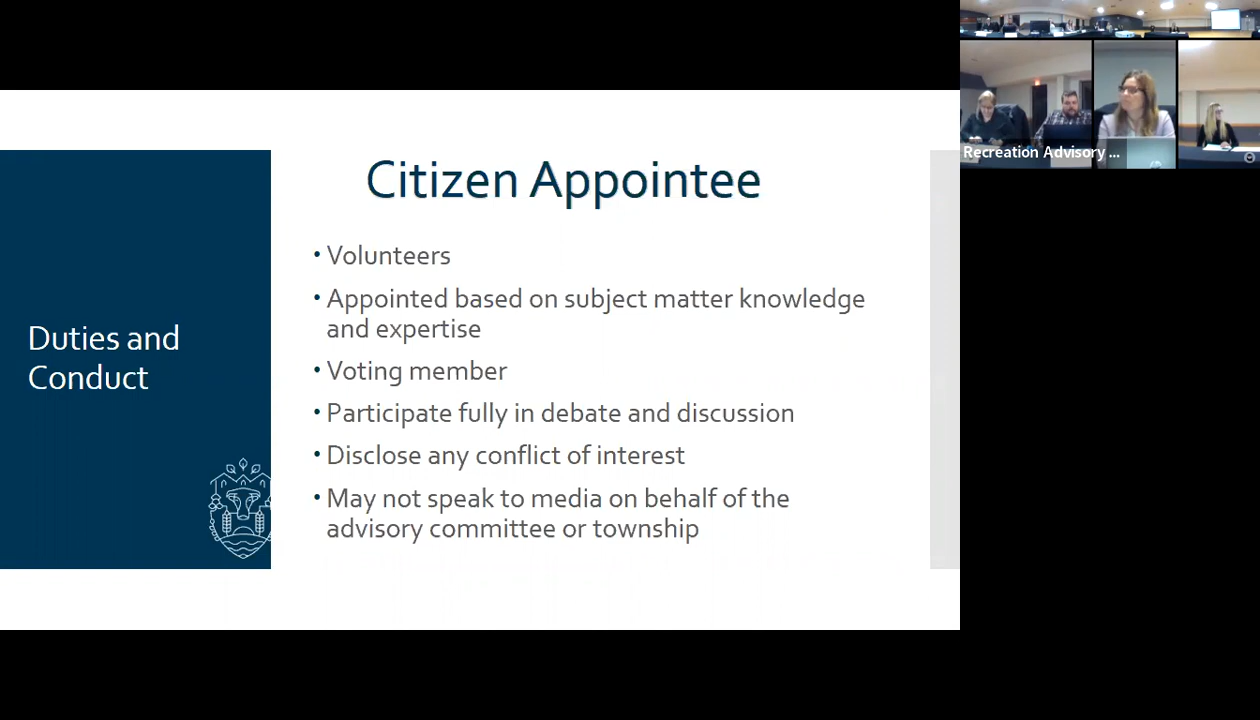 Citizen Appointee
Duties and
Conduct
• Volunteers
• Appointed based on subject matter knowledge
and expertise
• Voting member
• Participate fully in debate and discussion
• Disclose any conflict of interest
• May not speak to media on behalf of the
advisory committee or township
Recreation Advisory ...